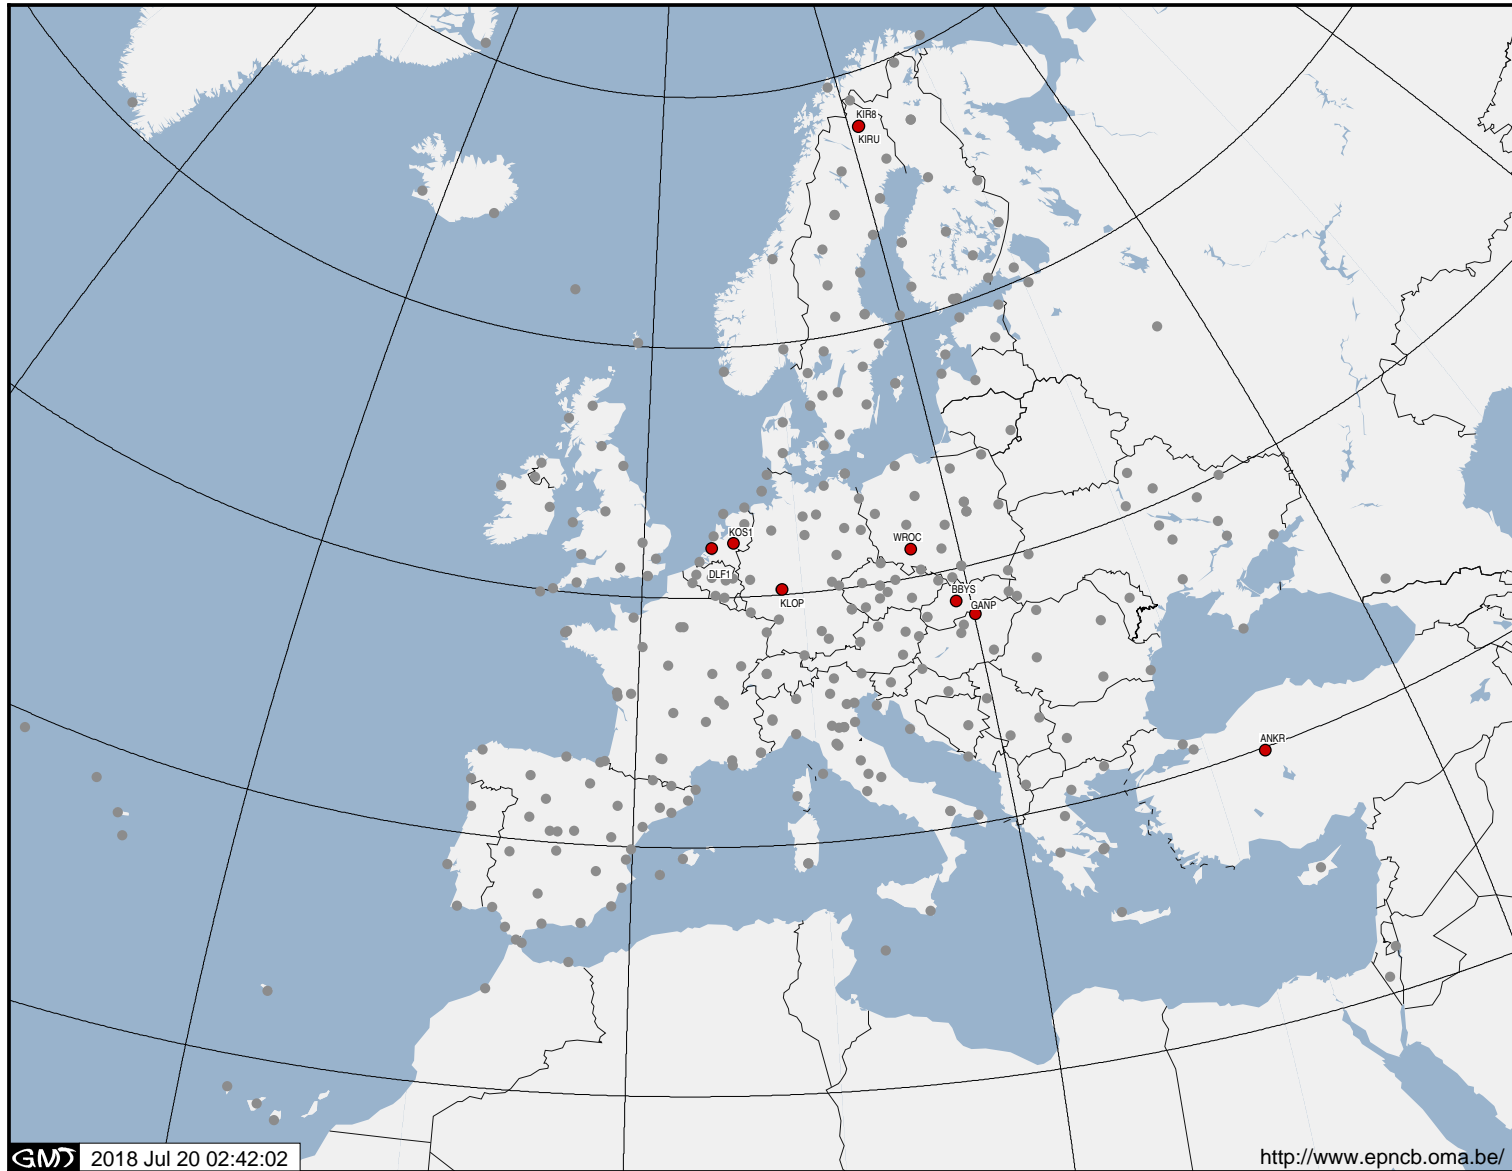 KIR8
KIRU
KOS1
DLF1
WROC
KLOP
BBYS
GANP
ANKR
GMT 2018 Jul 20 02:42:02
http://www.epncb.oma.be/